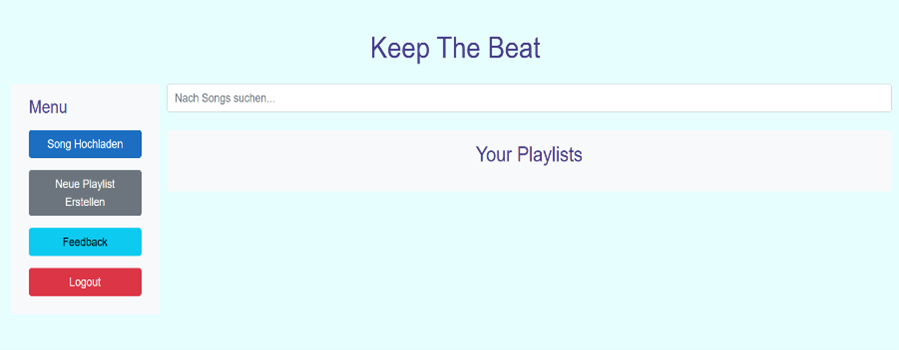 Keep The Beat
Menu
Song Hochladen
Neue Playlist
Erstellen
Feedback
Logout
Nach Songs suchen...
Your Playlists